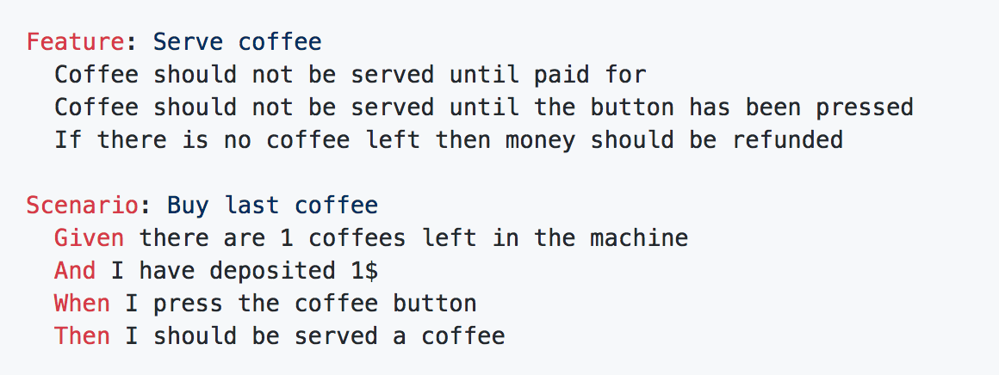 Feature: Serve coffee
Coffee should not be served until paid for
Coffee should not be served until the button has been pressed
If there is no coffee left then money should be refunded
Scenario: Buy last coffee
Given there are 1 coffees left in the machine
And I have deposited 1$
When I press the coffee button
Then I should be served a coffee